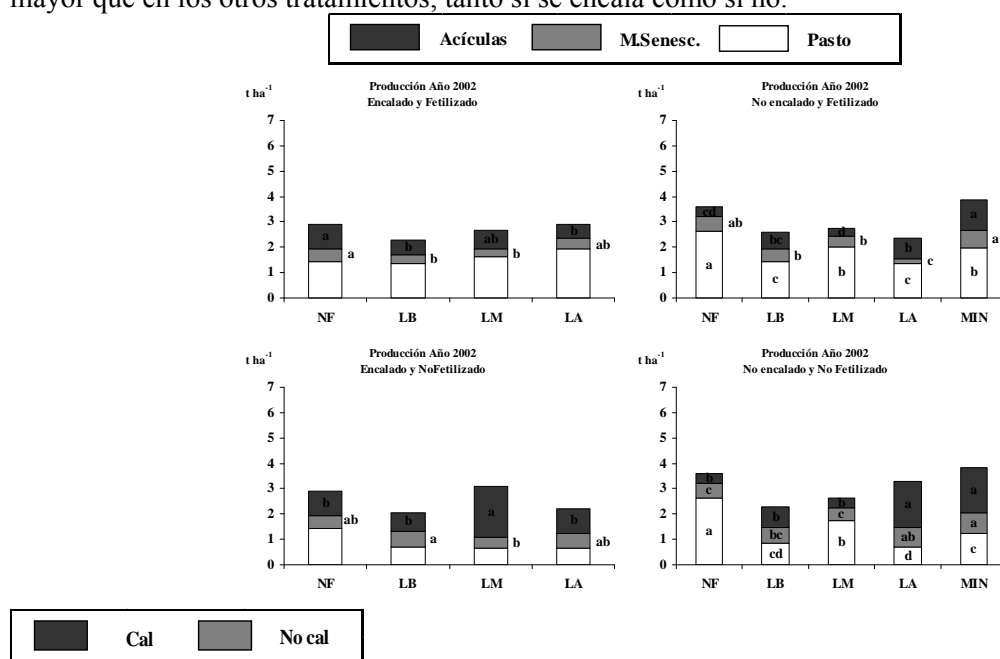 mayor que en los otros tratamientos, tanto si se encala como si no.
Acículas M.Senesc. Pasto
Producción Año 2002
Encalado y Fetilizado
t ha-1
7
6
5
4
3
2
1
0
a
a
b
b
ab
b
b
ab
NF LB LM LA
Producción Año 2002
No encalado y Fetilizado
t ha-1
7
6
5
4
3
2
1
0
cd
ab
a
bc
b
c
d
b
b
b
c
c
a
a
b
NF LB LM LA MIN
Producción Año 2002
Encalado y NoFetilizado
t ha-1
7
6
5
4
3
2
1
0
b
ab
b
a
a
b
b
ab
NF LB LM LA
Producción Año 2002
No encalado y No Fetilizado
t ha-1
7
6
5
4
3
2
1
0
b
c
a
b
bc
cd
b
c
b
a
ab
d
a
a
c
NF LB LM LA MIN
Cal No cal